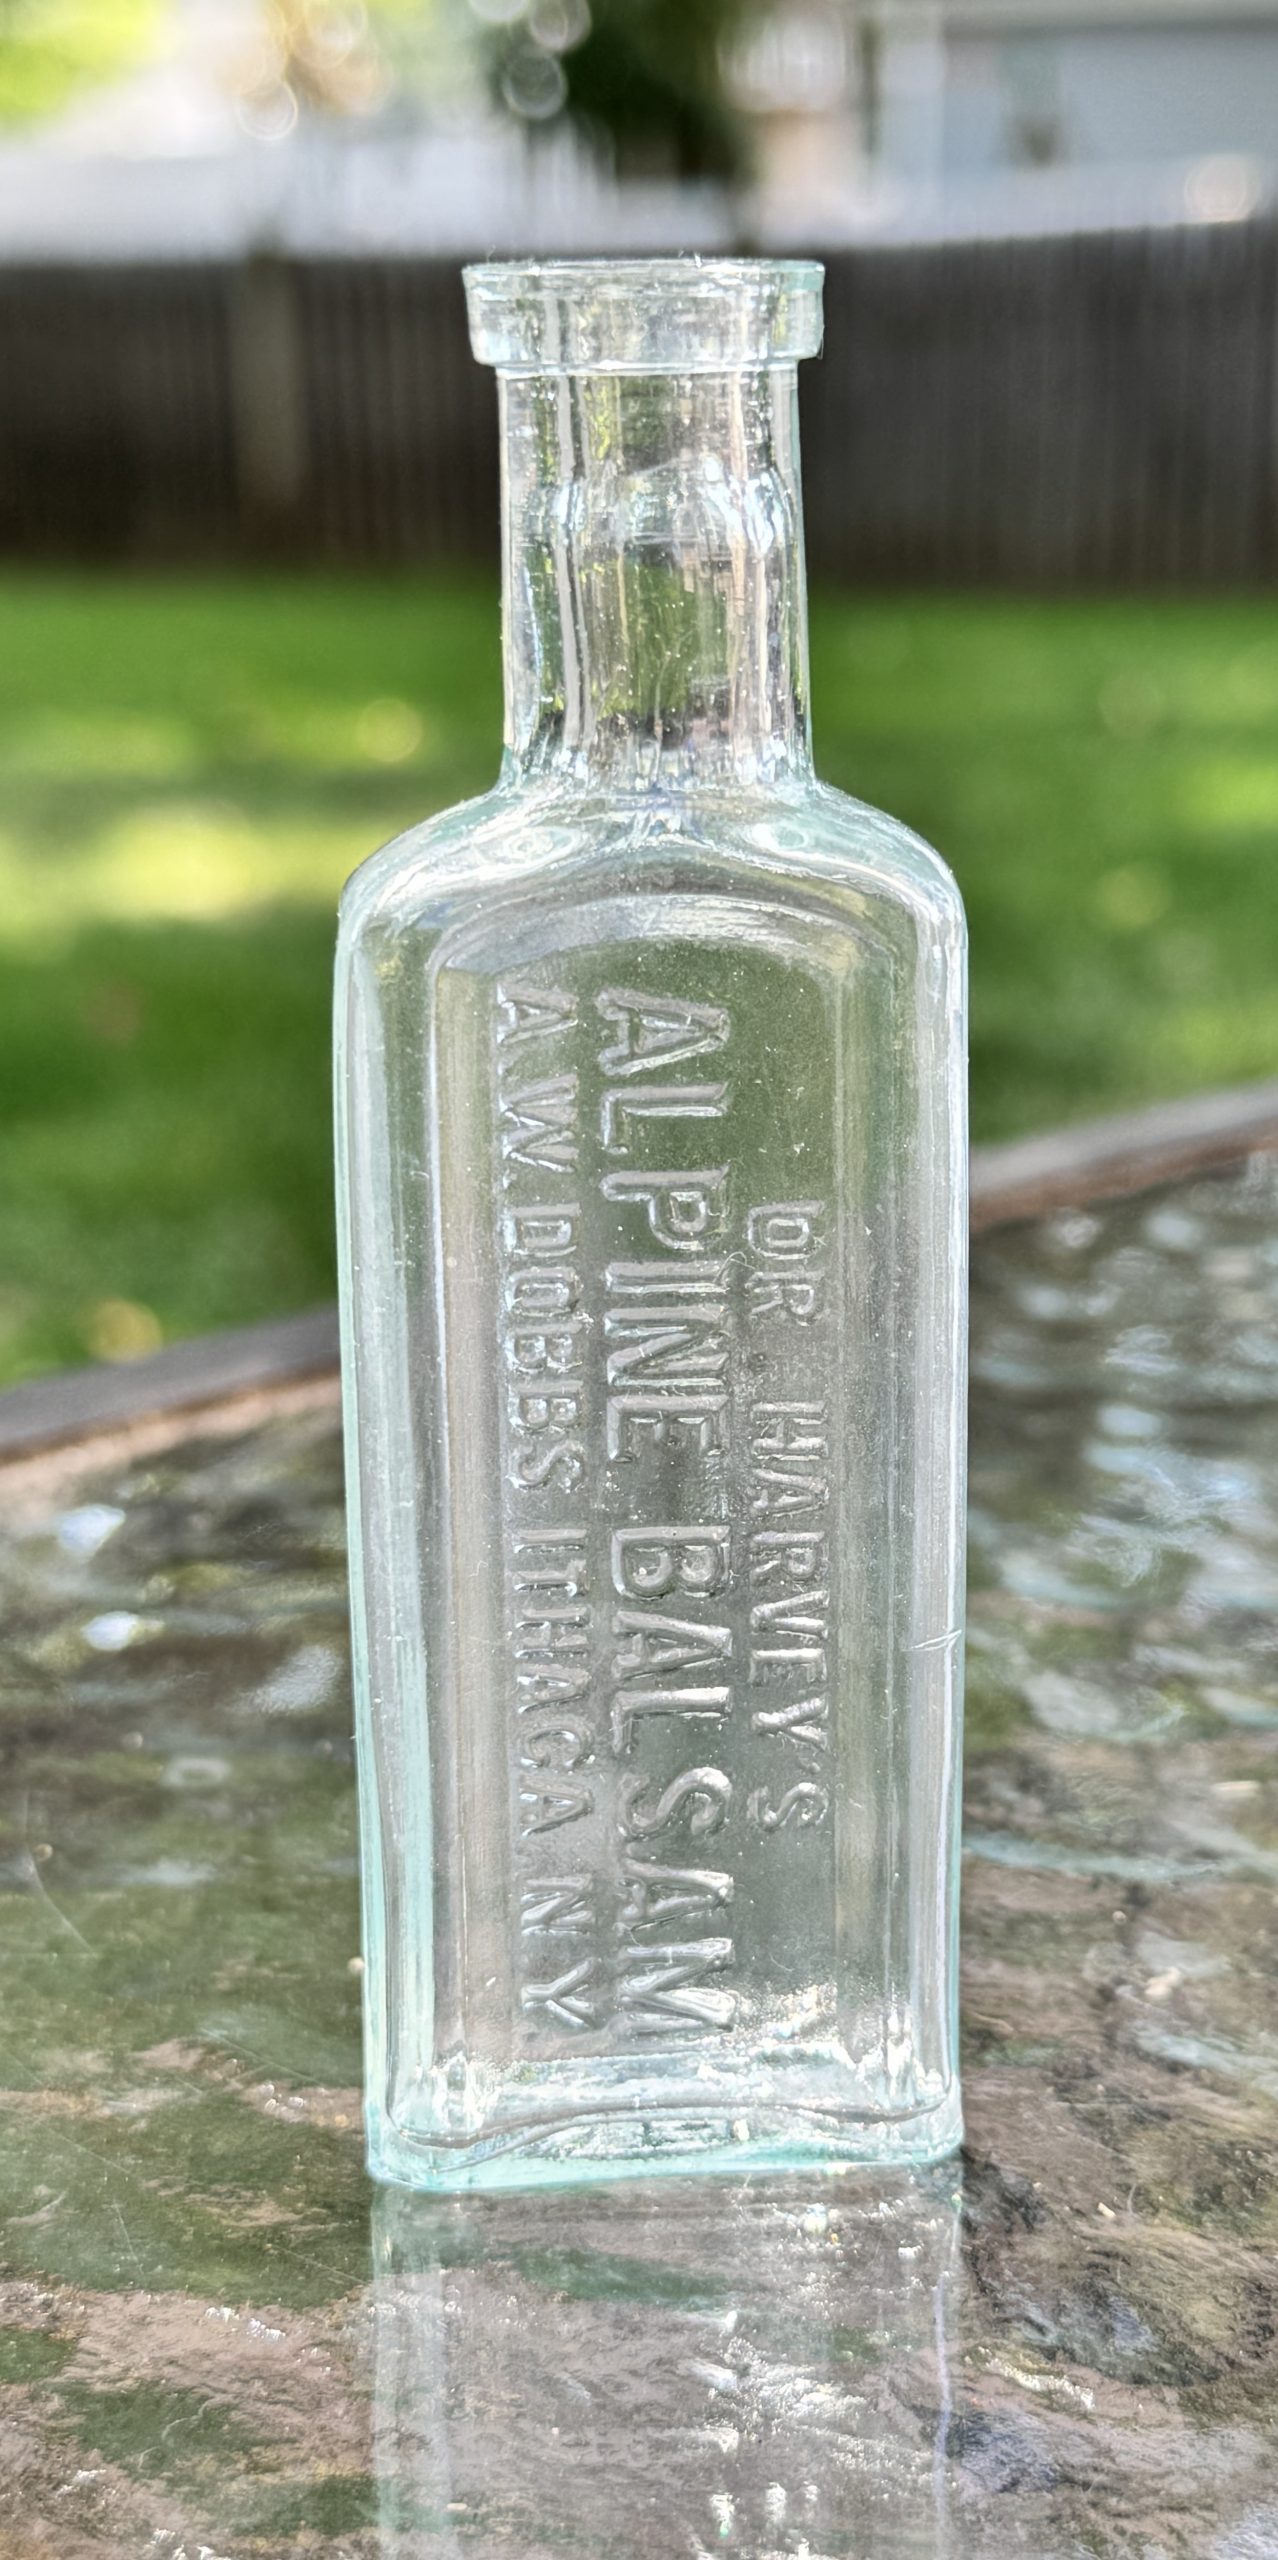 DR. HARVEY'S
ALPINE BALSAM
A.W. DOBBS ITHACA N.Y.